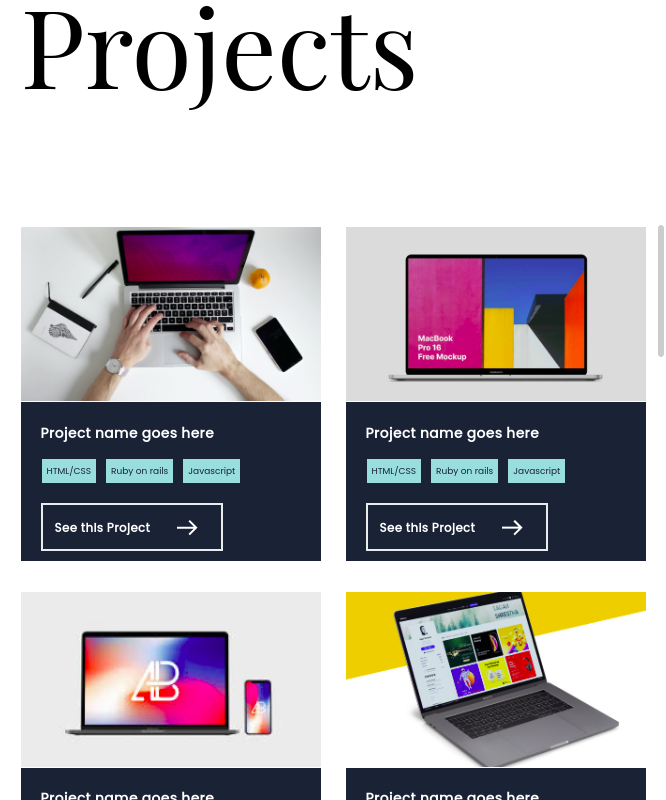 Projects
MacBook
Pro 16
Free Mockup
Project name goes here
Project name goes here
HTML/CSS Ruby on rails Javascript
HTML/CSS Ruby on rails Javascript
See this Project
See this Project
Project name goes here
Project name goes here